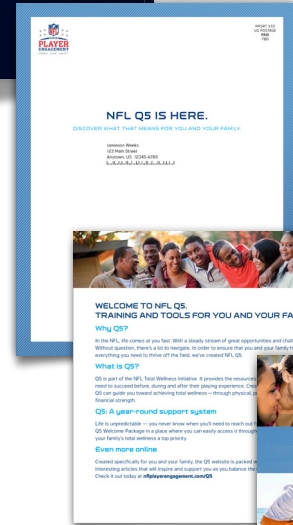 PRSRT STD
US POSTAGE
PAID
NFL
PLAYER
ENGAGEMENT
NFL Q5 IS HERE.
DISCOVER WHAT THAT MEANS FOR YOU AND YOUR FAMILY.
Jameson Weeks
123 Main Street
Anytown, US 12345-6789
WELCOME TO NFL Q5.
TRAINING AND TOOLS FOR YOU AND YOUR FA
Why Q5?
In the NFL, life comes at you fast. With a steady stream of great opportunities and chal
Without question, there's a lot to navigate. In order to ensure that you and your family h
everything you need to thrive off the field, we've created NFL Q5.
What is Q5?
Q5 is part of the NFL Total Wellness Initiative. It provides the resources
need to succeed before, during and after their playing experience. Cre
Q5 can guide you toward achieving total wellness — through physical, p
financial strength.
Q5: A year-round support system
Life is unpredictable — you never know when you'll need to reach out f
Q5 Welcome Package in a place where you can easily access it through
your family's total wellness a top priority.
Even more online
Created specifically for you and your family, the Q5 website is packed w
interesting articles that will inspire and support you as you balance the
Check it out today at nflplayerengagement.com/Q5